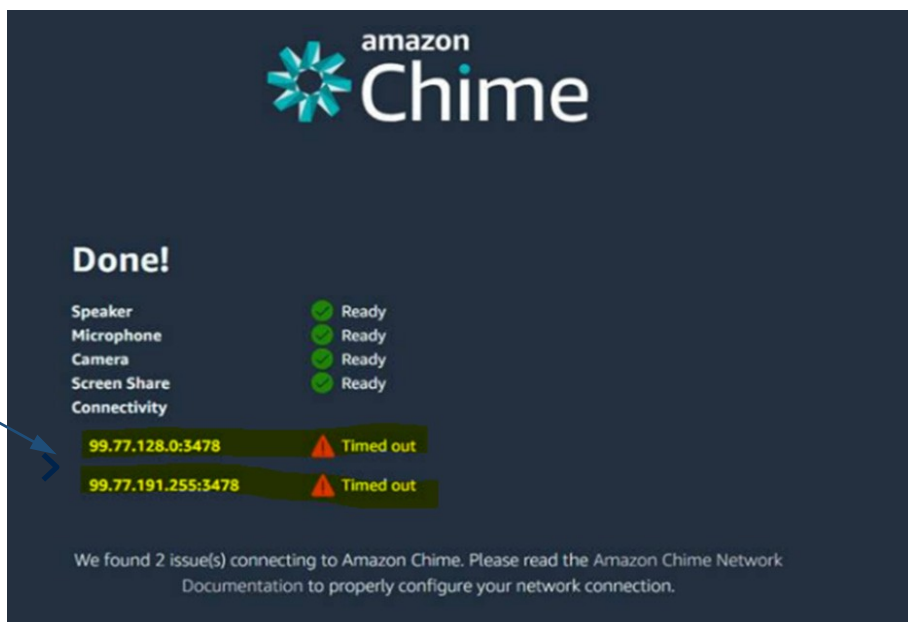 amazon
Chime
Done!
Speaker Ready
Microphone Ready
Camera Ready
Screen Share Ready
Connectivity
99.77.128.0:3478 Timed out
99.77.191.255:3478 Timed out
We found 2 issue(s) connecting to Amazon Chime. Please read the Amazon Chime Network
Documentation to properly configure your network connection.